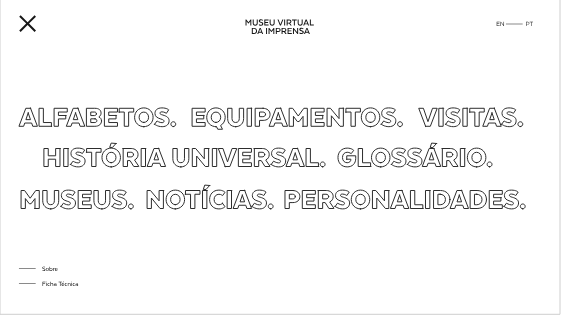 MUSEU VIRTUAL
DA IMPRENSA
EN PT
ALFABETOS. EQUIPAMENTOS. VISITAS.
HISTÓRIA UNIVERSAL. GLOSSÁRIO.
MUSEUS. NOTÍCIAS. PERSONALIDADES.
Sobre
Ficha Técnica